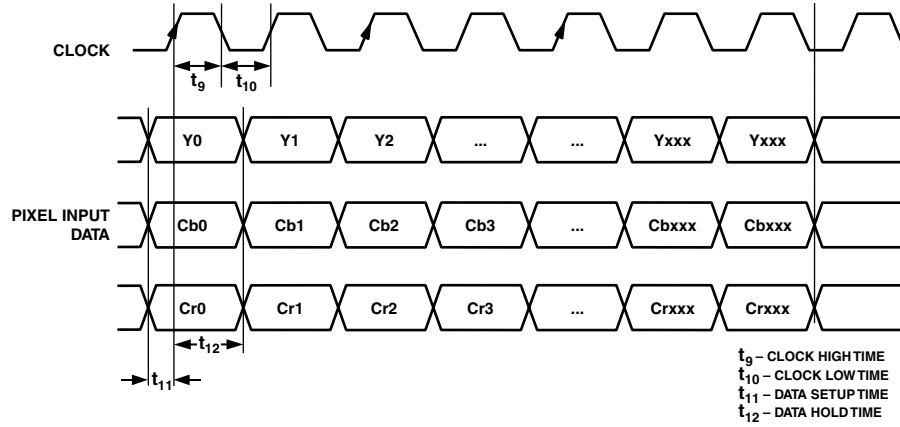 CLOCK
t9
t10
Y0 Y1 Y2 ... ... Yxxx Yxxx
PIXEL INPUT
DATA
Cb0 Cb1 Cb2 Cb3 ... Cbxxx Cbxxx
Cr0 Cr1 Cr2 Cr3 ... Crxxx Crxxx
t12
t11
t9 – CLOCK HIGH TIME
t10 – CLOCK LOW TIME
t11 – DATA SETUP TIME
t12 – DATA HOLD TIME